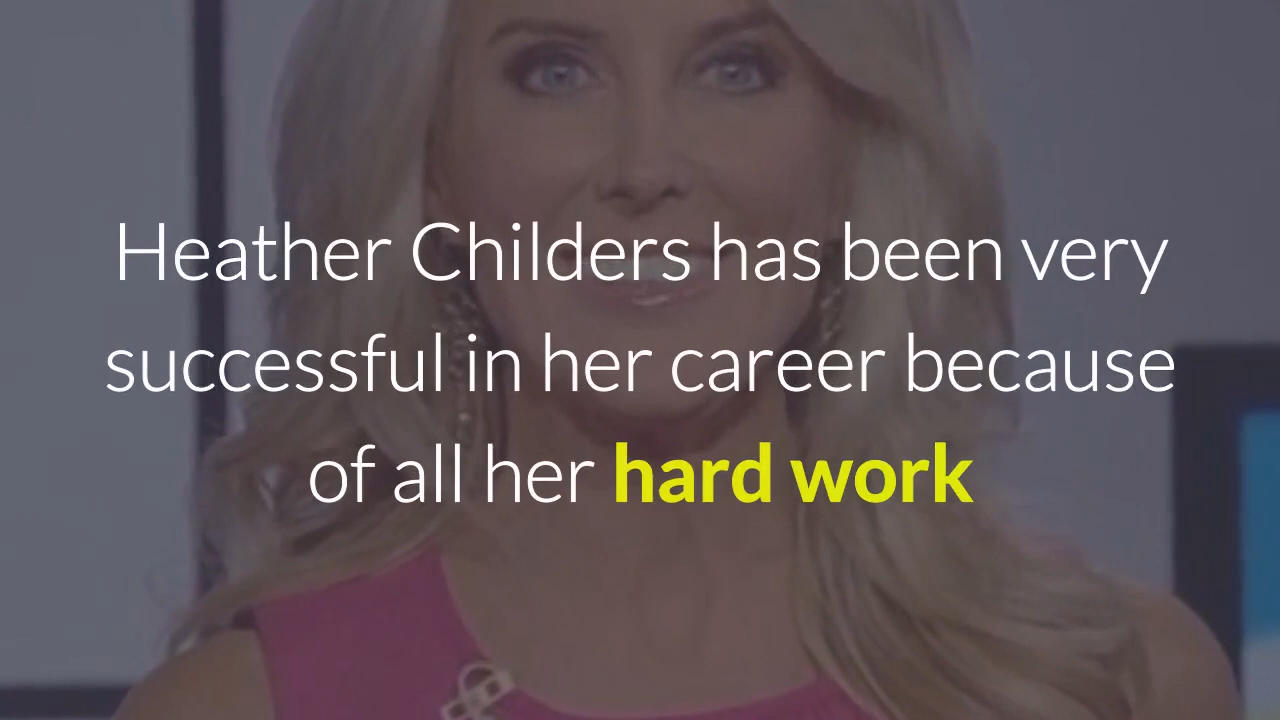 Heather Childers has been very
successful in her career because
of all her hard work